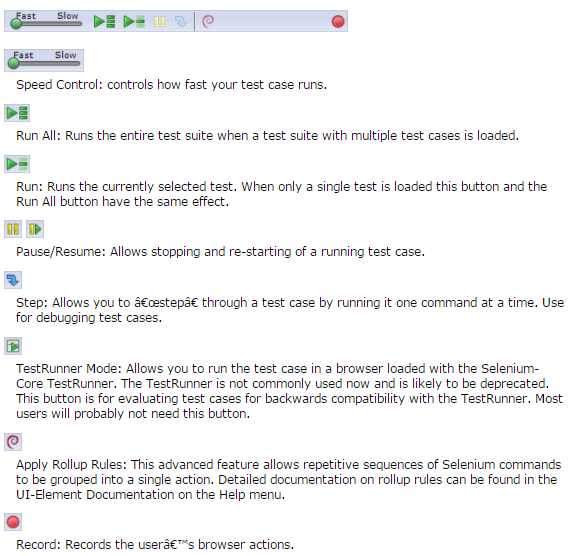 Fast Slow
Fast Slow
Speed Control: controls how fast your test case runs.
Run All: Runs the entire test suite when a test suite with multiple test cases is loaded.
Run: Runs the currently selected test. When only a single test is loaded this button and the
Run All button have the same effect.
Pause/Resume: Allows stopping and re-starting of a running test case.
Step: Allows you to â€œstepâ€ through a test case by running it one command at a time. Use
for debugging test cases.
TestRunner Mode: Allows you to run the test case in a browser loaded with the Selenium-
Core TestRunner. The TestRunner is not commonly used now and is likely to be deprecated.
This button is for evaluating test cases for backwards compatibility with the TestRunner. Most
users will probably not need this button.
Apply Rollup Rules: This advanced feature allows repetitive sequences of Selenium commands
to be grouped into a single action. Detailed documentation on rollup rules can be found in the
UI-Element Documentation on the Help menu.
Record: Records the userâ€™s browser actions.